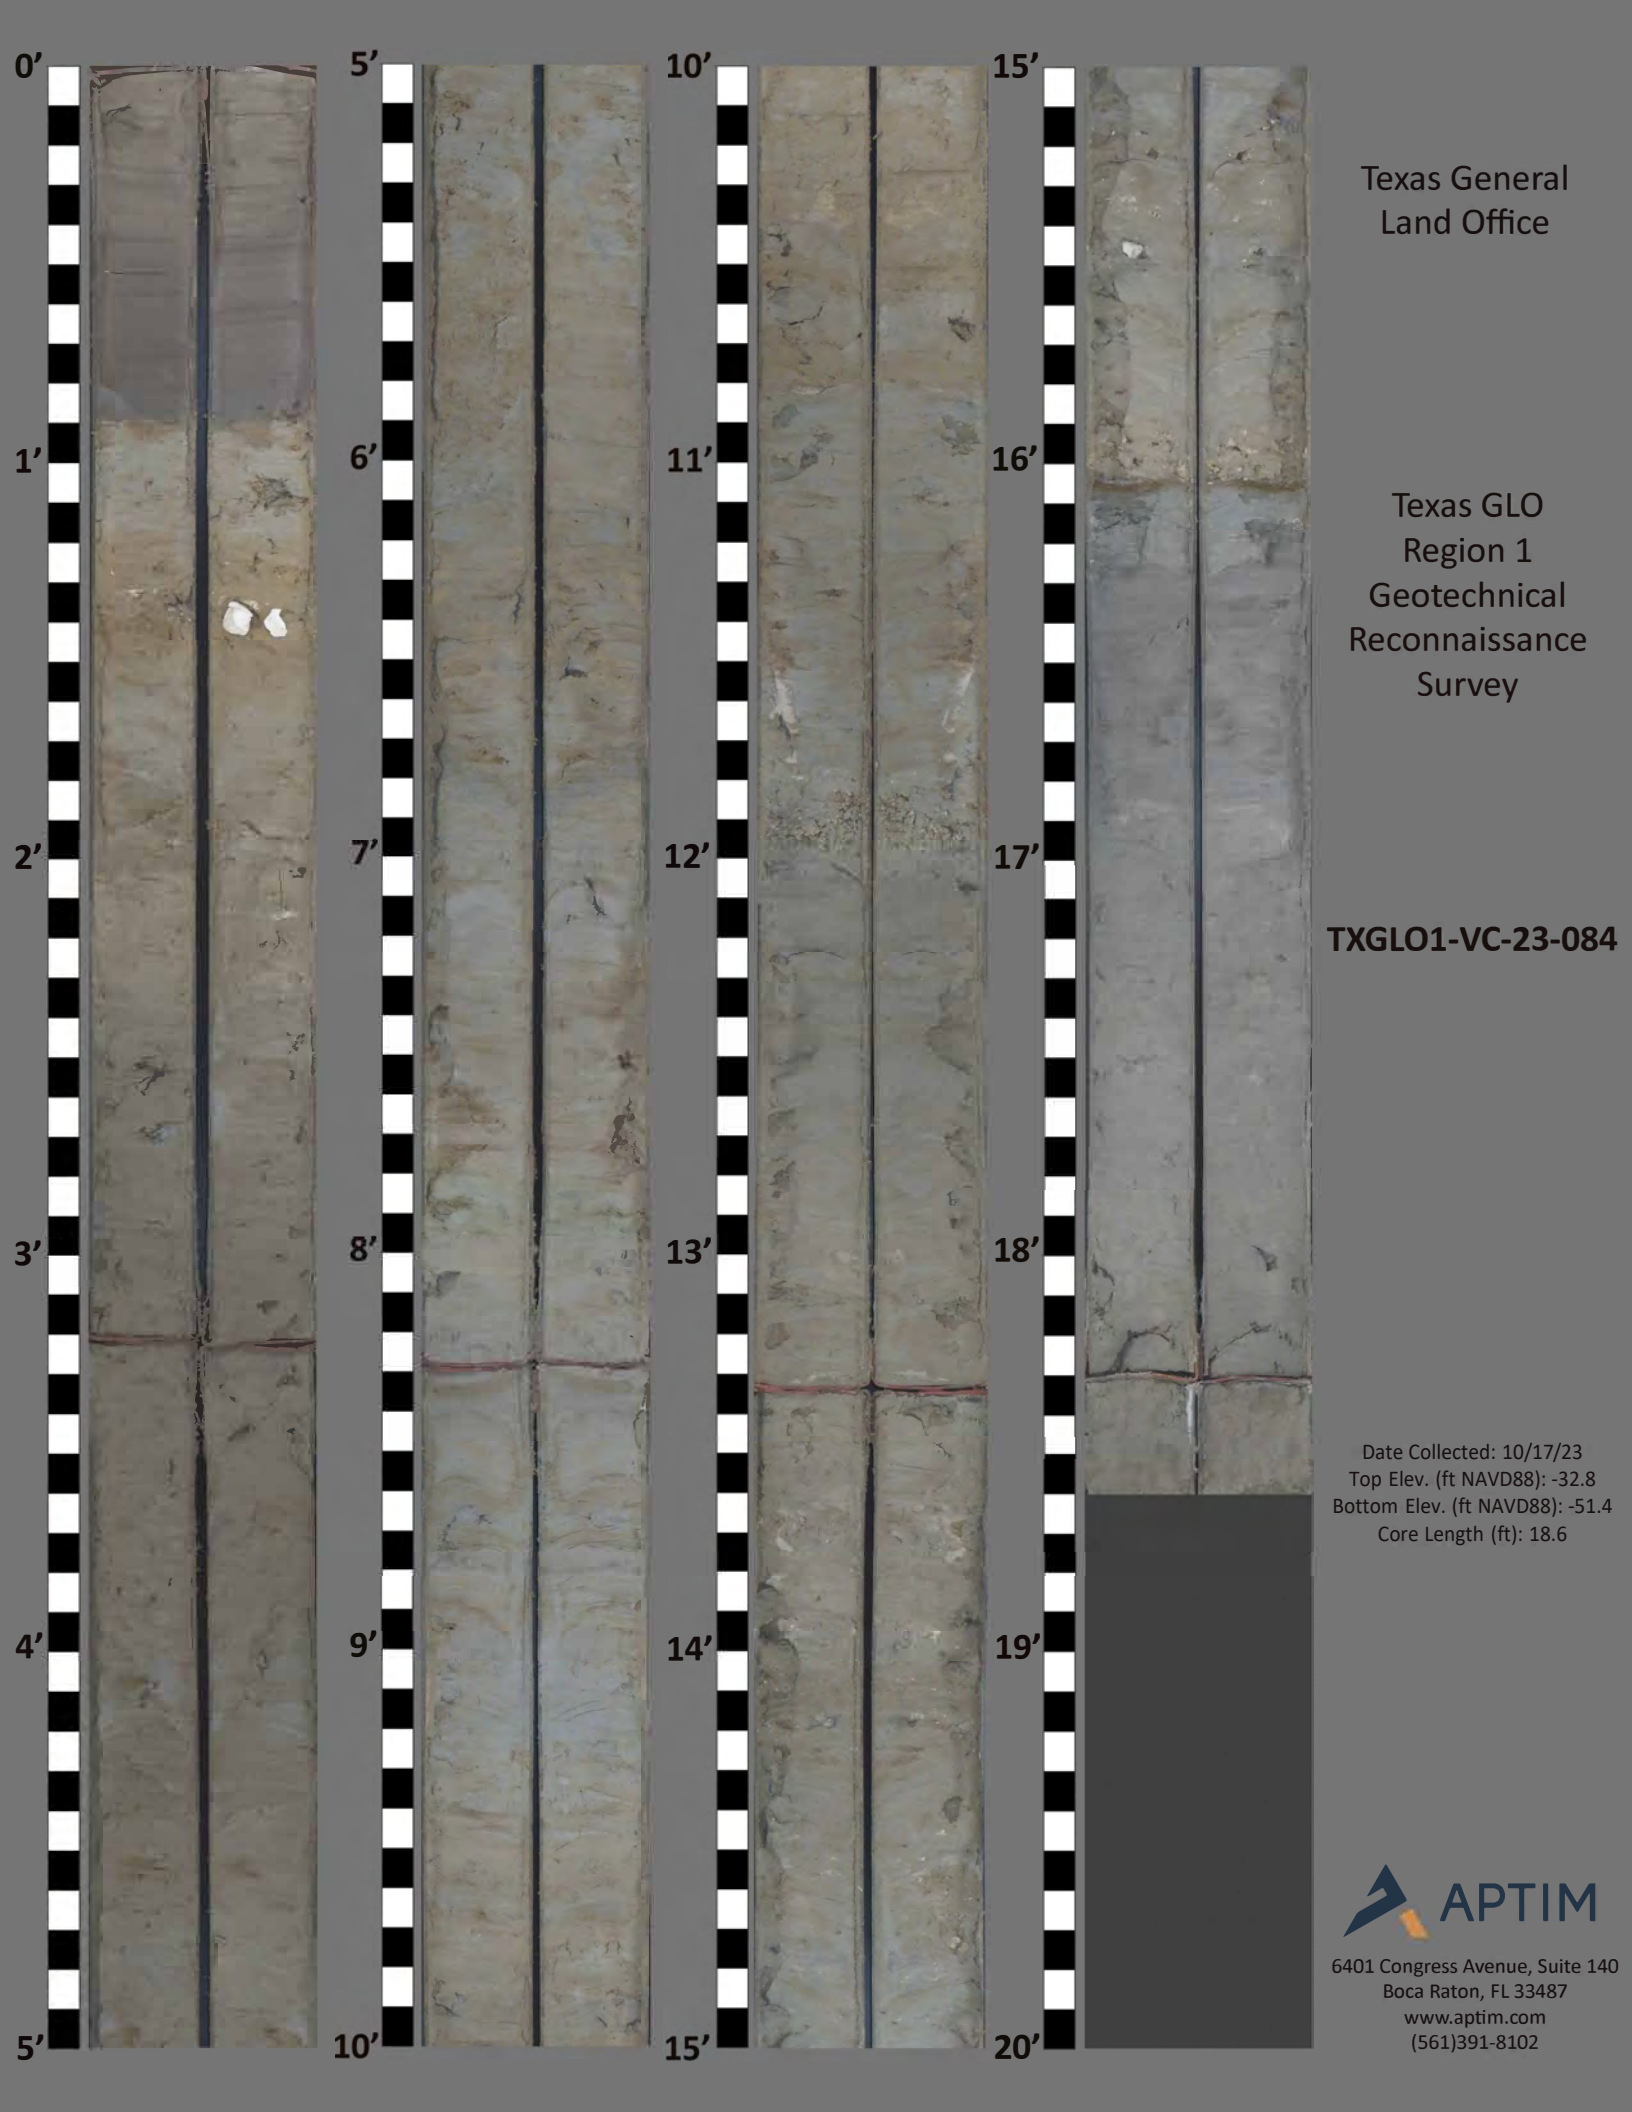 0’
1’
2’
3’
4’
5’
5’
6’
7’
8’
9’
10’
10’
11’
12’
13’
14’
15’
15’
16’
17’
18’
19’
20’
Texas General
Land Office
Texas GLO
Region 1
Geotechnical
Reconnaissance
Survey
TXGLO1-VC-23-084
Date Collected: 10/17/23
Top Elev. (ft NAVD88): -32.8
Bottom Elev. (ft NAVD88): -51.4
Core Length (ft): 18.6
APTIM
6401 Congress Avenue, Suite 140
Boca Raton, FL 33487
www.aptim.com
(561)391-8102